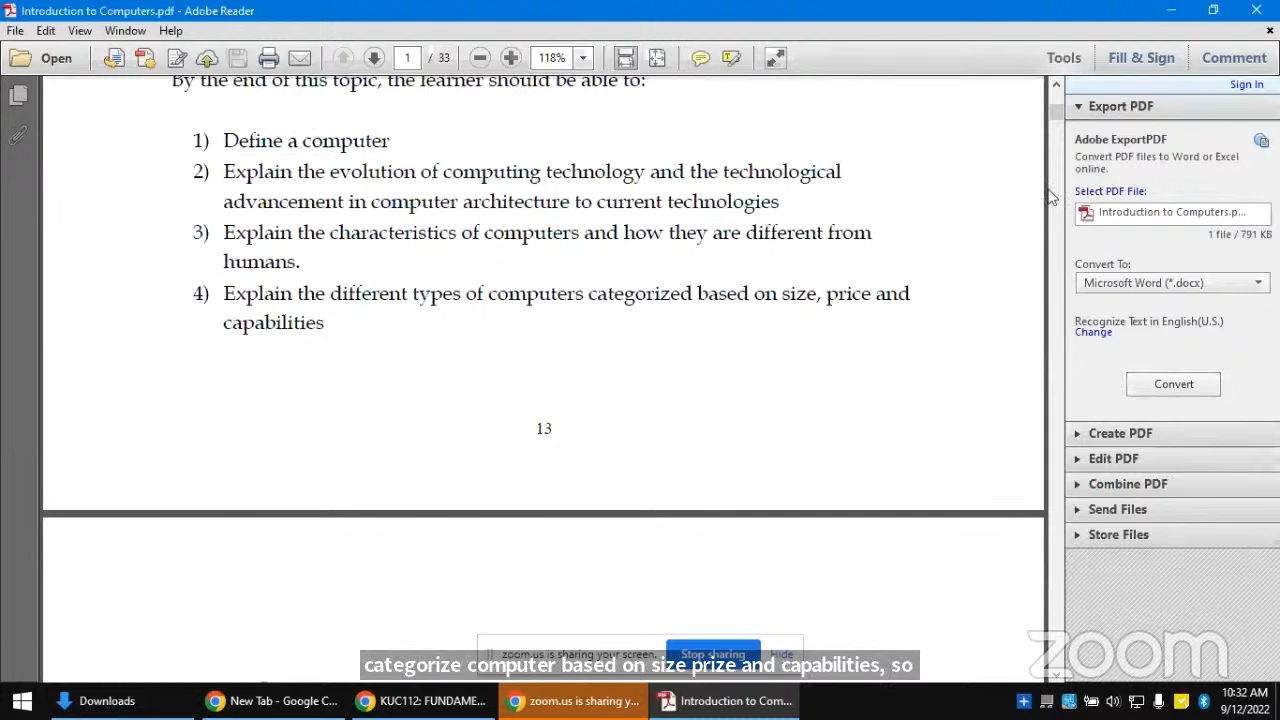 Introduction to Computers.pdf - Adobe Reader
File Edit View Window Help
Open 1 / 33 118% Tools Fill & Sign Comment
Sign In
By the end of this topic, the learner should be able to:
1) Define a computer
2) Explain the evolution of computing technology and the technological
advancement in computer architecture to current technologies
3) Explain the characteristics of computers and how they are different from
humans.
4) Explain the different types of computers categorized based on size, price and
capabilities
13
Export PDF
Adobe ExportPDF
Convert PDF files to Word or Excel
online.
Select PDF File:
Introduction to Computers.p...
1 file / 791 KB
Convert To:
Microsoft Word (*.docx)
Recognize Text in English(U.S.)
Change
Convert
Create PDF
Edit PDF
Combine PDF
Send Files
Store Files
zoom.us is sharing your screen. Stop sharing Hide
categorize computer based on size prize and capabilities, so
zoom
Downloads New Tab - Google C... KUC112: FUNDAME... zoom.us is sharing y... Introduction to Com...
10:32 AM
9/12/2022